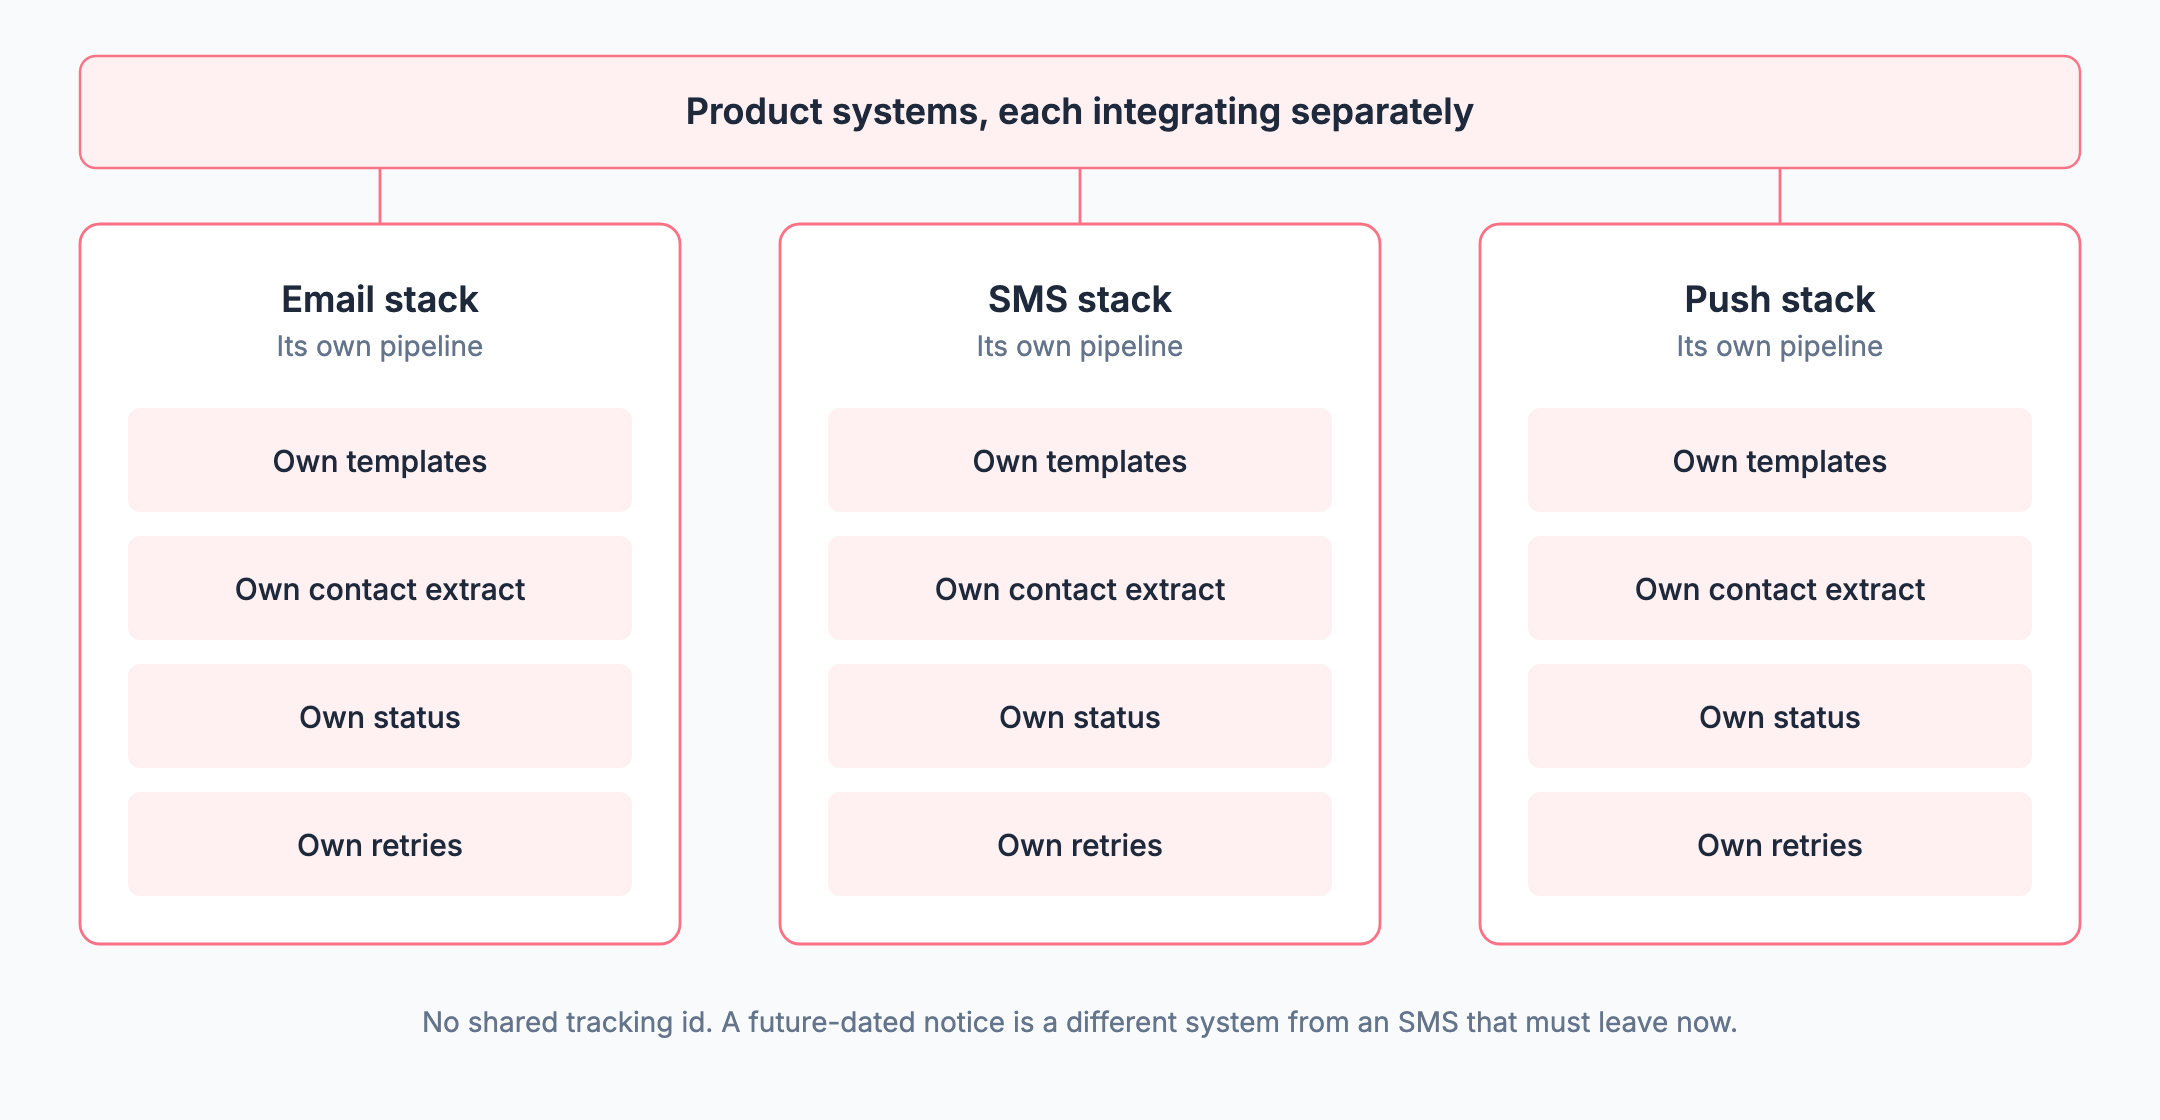 Product systems, each integrating separately
Email stack
Its own pipeline
Own templates
Own contact extract
Own status
Own retries
SMS stack
Its own pipeline
Own templates
Own contact extract
Own status
Own retries
Push stack
Its own pipeline
Own templates
Own contact extract
Own status
Own retries
No shared tracking id. A future-dated notice is a different system from an SMS that must leave now.